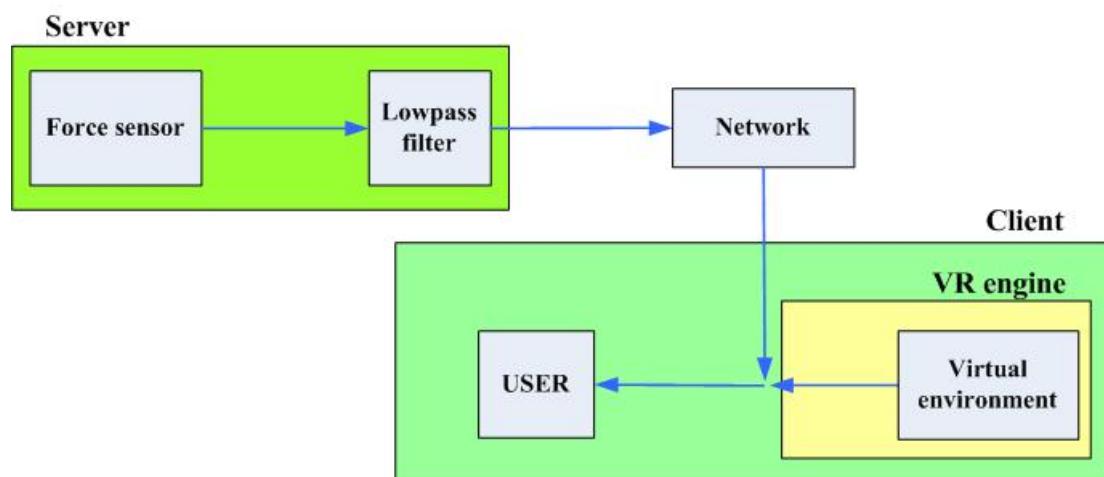 Server
Force sensor
Lowpass
filter
Network
Client
VR engine
USER
Virtual
environment